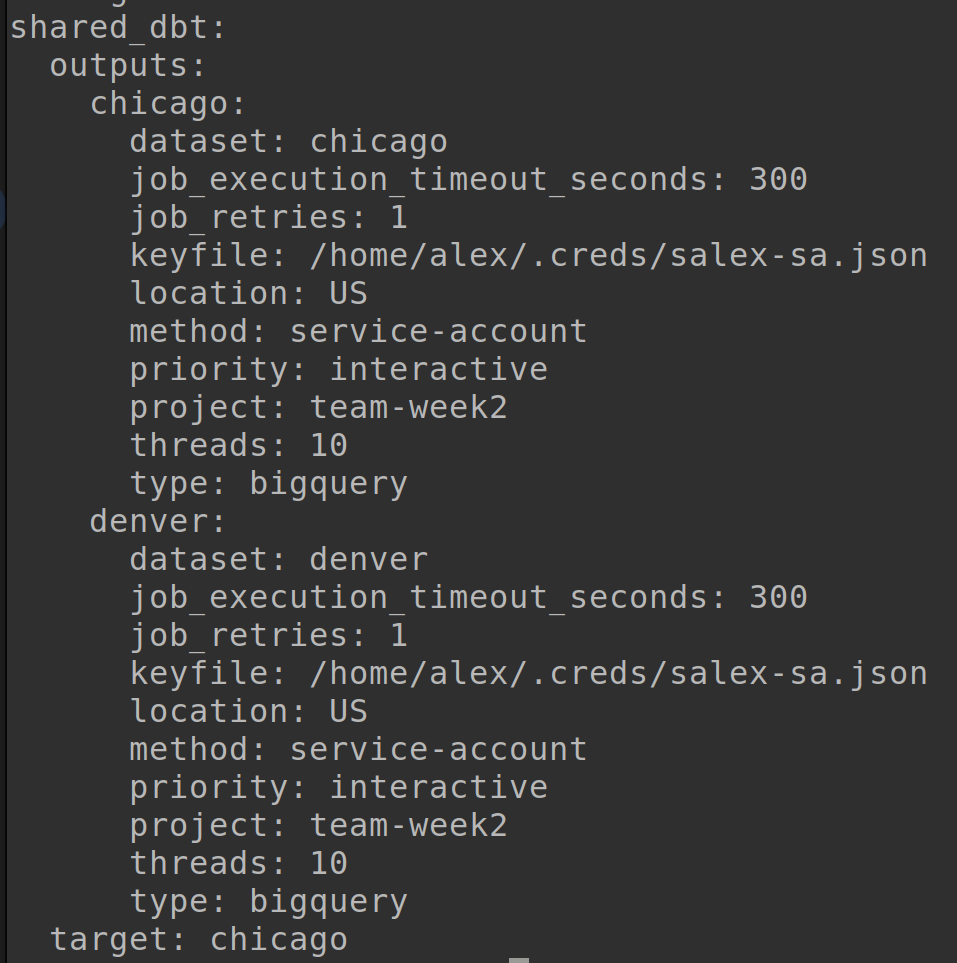 shared_dbt:
  outputs:
    chicago:
      dataset: chicago
      job_execution_timeout_seconds: 300
      job_retries: 1
      keyfile: /home/alex/.creds/salex-sa.json
      location: US
      method: service-account
      priority: interactive
      project: team-week2
      threads: 10
      type: bigquery
    denver:
      dataset: denver
      job_execution_timeout_seconds: 300
      job_retries: 1
      keyfile: /home/alex/.creds/salex-sa.json
      location: US
      method: service-account
      priority: interactive
      project: team-week2
      threads: 10
      type: bigquery
  target: chicago